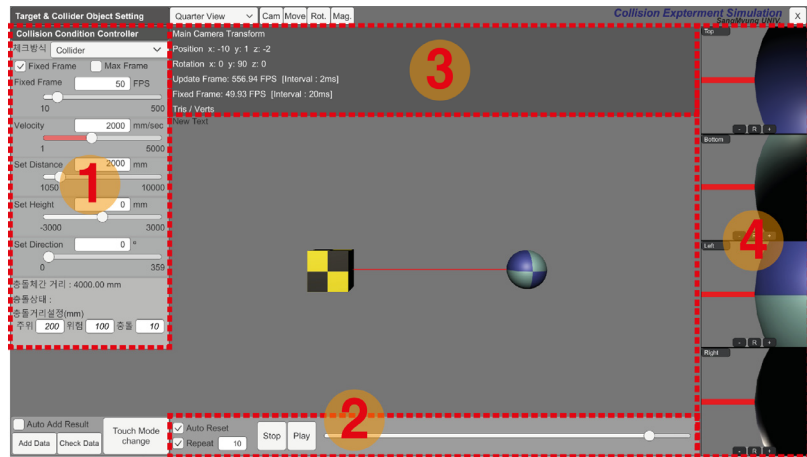 Target & Collider Object Setting
Quarter View
Cam
Move
Rot.
Mag.
Collision Expterment Simulation
SangMyung UNIV.
X
Collision Condition Controller
체크방식
Collider
Fixed Frame
Max Frame
Fixed Frame
50
FPS
10
500
Velocity
2000
mm/sec
1
5000
Set Distance
2000
mm
1050
10000
Set Height
0
mm
-3000
3000
Set Direction
0
°
0
359
충돌체간 거리 : 4000.00 mm
충돌상태 :
충돌거리설정(mm)
주위
200
위험
100
충돌
10
1
Auto Add Result
Add Data
Check Data
Touch Mode
change
Main Camera Transform
Position x: -10 y: 1 z: -2
Rotation x: 0 y: 90 z: 0
Update Frame: 556.94 FPS [Interval : 2ms]
Fixed Frame: 49.93 FPS [Interval : 20ms]
Tris / Verts
New Text
3
Auto Reset
Repeat
10
Stop
Play
2
Top
- R +
Bottom
- R +
Left
- R +
Right
- R +
4